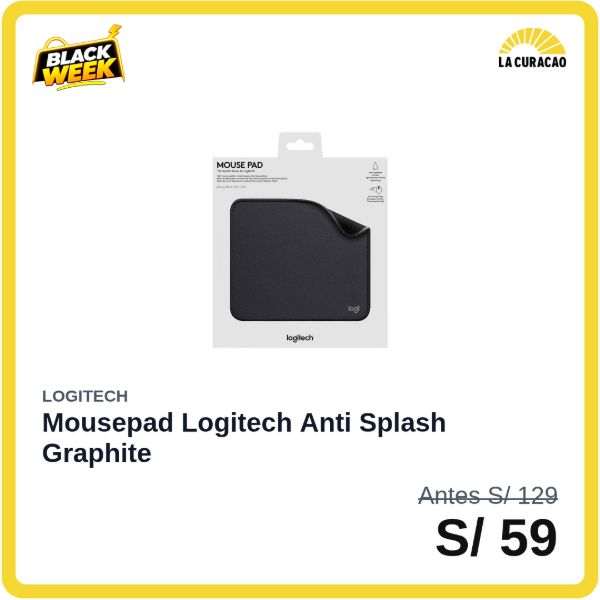 BLACK
WEEK
LA CURACAO
MOUSE PAD
logi
logitech
LOGITECH
Mousepad Logitech Anti Splash
Graphite
Antes S/ 129
S/ 59